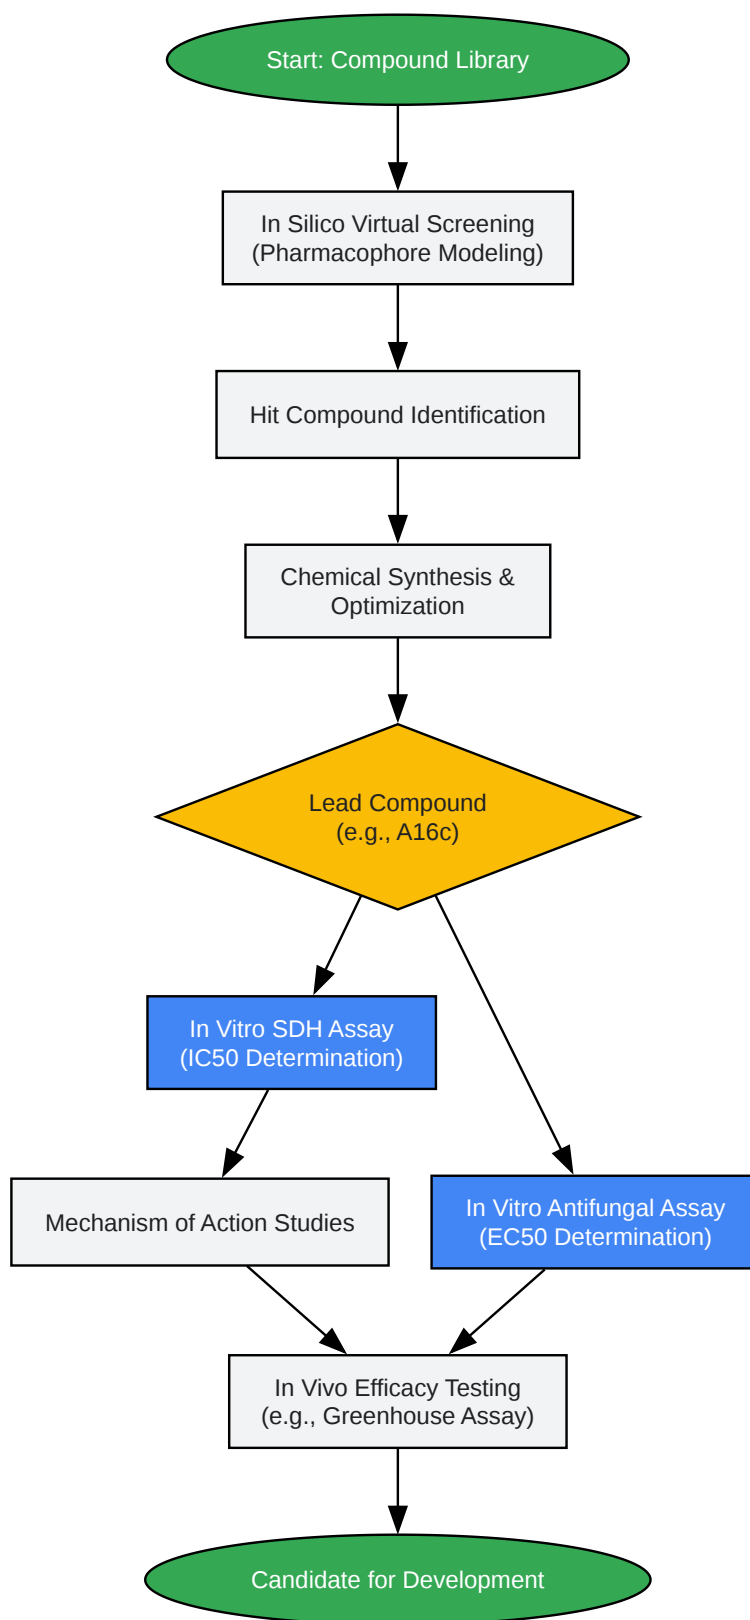 Start: Compound Library
In Silico Virtual Screening
(Pharmacophore Modeling)
Hit Compound Identification
Chemical Synthesis &
Optimization
Lead Compound
(e.g., A16c)
In Vitro SDH Assay
(IC50 Determination)
Mechanism of Action Studies
In Vitro Antifungal Assay
(EC50 Determination)
In Vivo Efficacy Testing
(e.g., Greenhouse Assay)
Candidate for Development